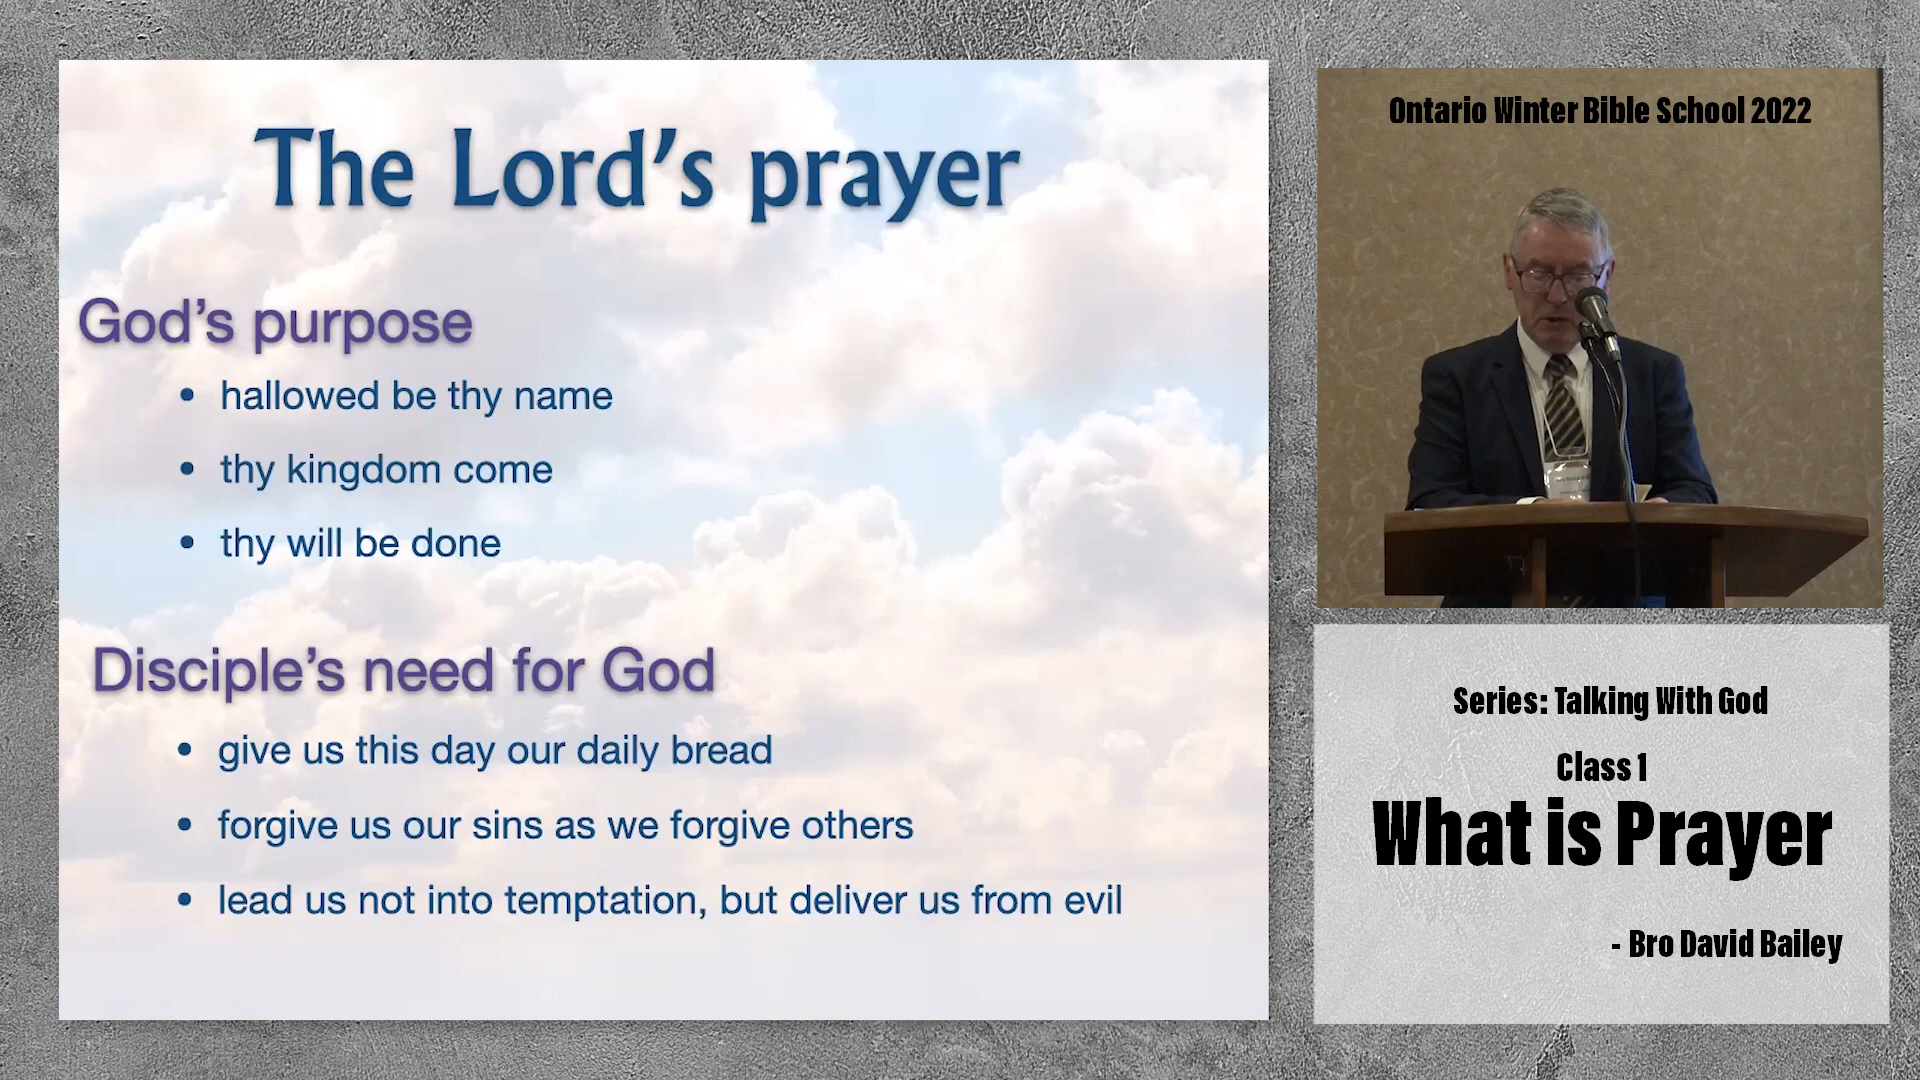 The Lord's prayer
God's purpose
• hallowed be thy name
• thy kingdom come
• thy will be done
Disciple's need for God
• give us this day our daily bread
• forgive us our sins as we forgive others
• lead us not into temptation, but deliver us from evil
Ontario Winter Bible School 2022
Series: Talking With God
Class 1
What is Prayer
- Bro David Bailey